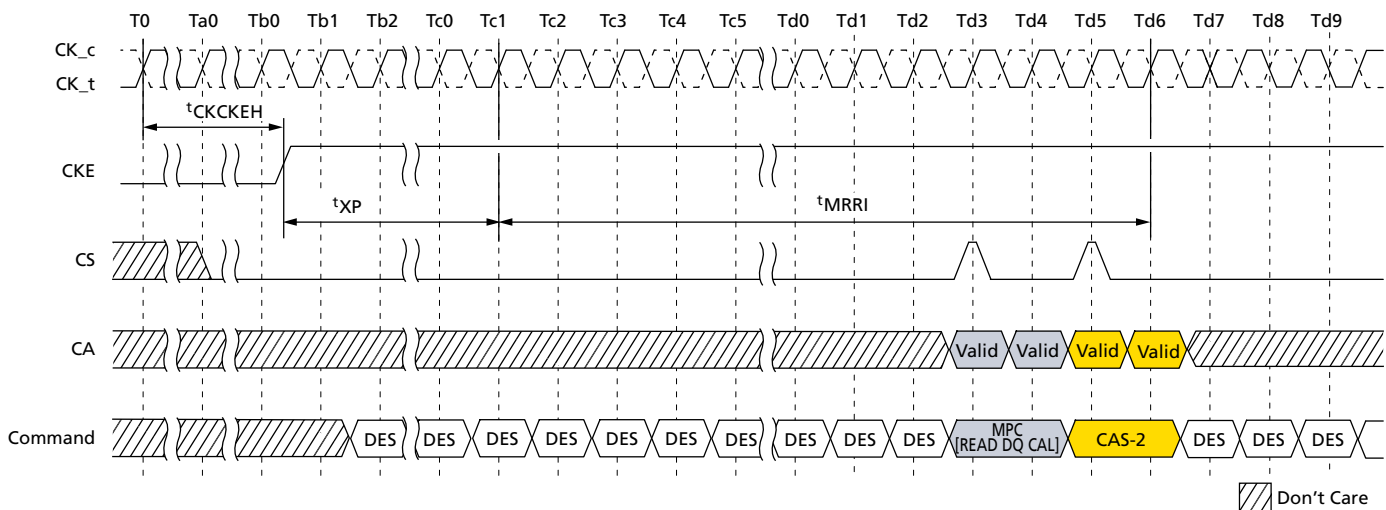 T0 Ta0 Tb0 Tb1 Tb2 Tc0 Tc1 Tc2 Tc3 Tc4 Tc5 Td0 Td1 Td2 Td3 Td4 Td5 Td6 Td7 Td8 Td9
CK_c
CK_t
tCKCKEH
CKE
tXP tMRRI
CS
CA Valid Valid Valid Valid
Command DES DES DES DES DES DES DES DES DES DES MPC [READ DQ CAL] CAS-2 DES DES DES
Don't Care